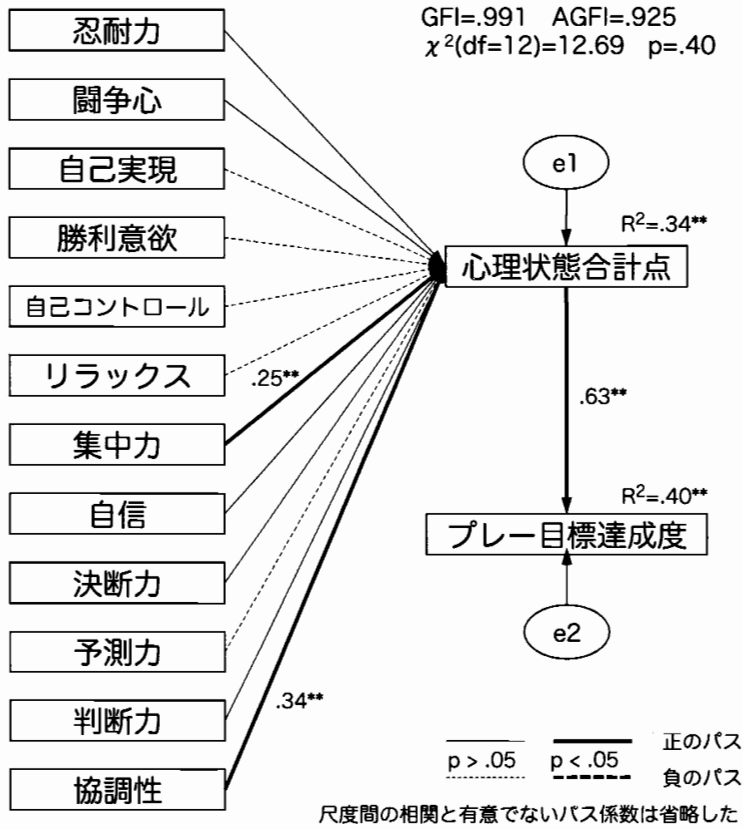 GFI=.991 AGFI=.925
χ²(df=12)=12.69 p=.40
忍耐力
闘争心
自己実現
勝利意欲
自己コントロール
リラックス
集中力
自信
決断力
予測力
判断力
協調性
.25**
.34**
e1
R²=.34**
心理状態合計点
.63**
R²=.40**
プレー目標達成度
e2
p > .05 p < .05 正のパス
負のパス
尺度間の相関と有意でないパス係数は省略した